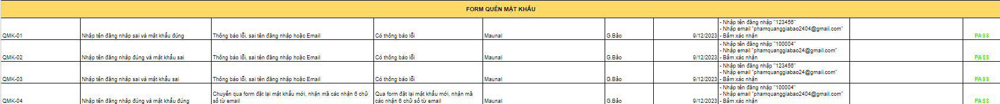 FORM QUÊN MẬT KHẨU
QMK-01 Nhập tên đăng nhập sai và mật khẩu đúng Thông báo lỗi, sai tên đăng nhập hoặc Email Có thông báo lỗi Maunal G.Bảo 9/12/2023 - Nhập tên đăng nhập "123456"
- Nhập email "phamquanggiabao2404@gmail.com"
- Bấm xác nhận PASS
QMK-02 Nhập tên đăng nhập đúng và mật khẩu sai Thông báo lỗi, sai tên đăng nhập hoặc Email Có thông báo lỗi Maunal G.Bảo 9/12/2023 - Nhập tên đăng nhập "100004"
- Nhập email "phamquanggiabao24@gmail.com"
- Bấm xác nhận PASS
QMK-03 Nhập tên đăng nhập sai và mật khẩu sai Thông báo lỗi, sai tên đăng nhập hoặc Email Có thông báo lỗi Maunal G.Bảo 9/12/2023 - Nhập tên đăng nhập "123456"
- Nhập email "phamquanggiabao24@gmail.com"
- Bấm xác nhận PASS
QMK-04 Nhập tên đăng nhập đúng và mật khẩu đúng Chuyển qua form đặt lại mật khẩu mới, nhận mã các nhận 6 chữ
số từ email Qua form đặt lại mật khẩu mới, nhận mã
các nhận 6 chữ số từ email Maunal G.Bảo 9/12/2023 - Nhập tên đăng nhập "100004"
- Nhập email "phamquanggiabao2404@gmail.com"
- Bấm xác nhận PASS